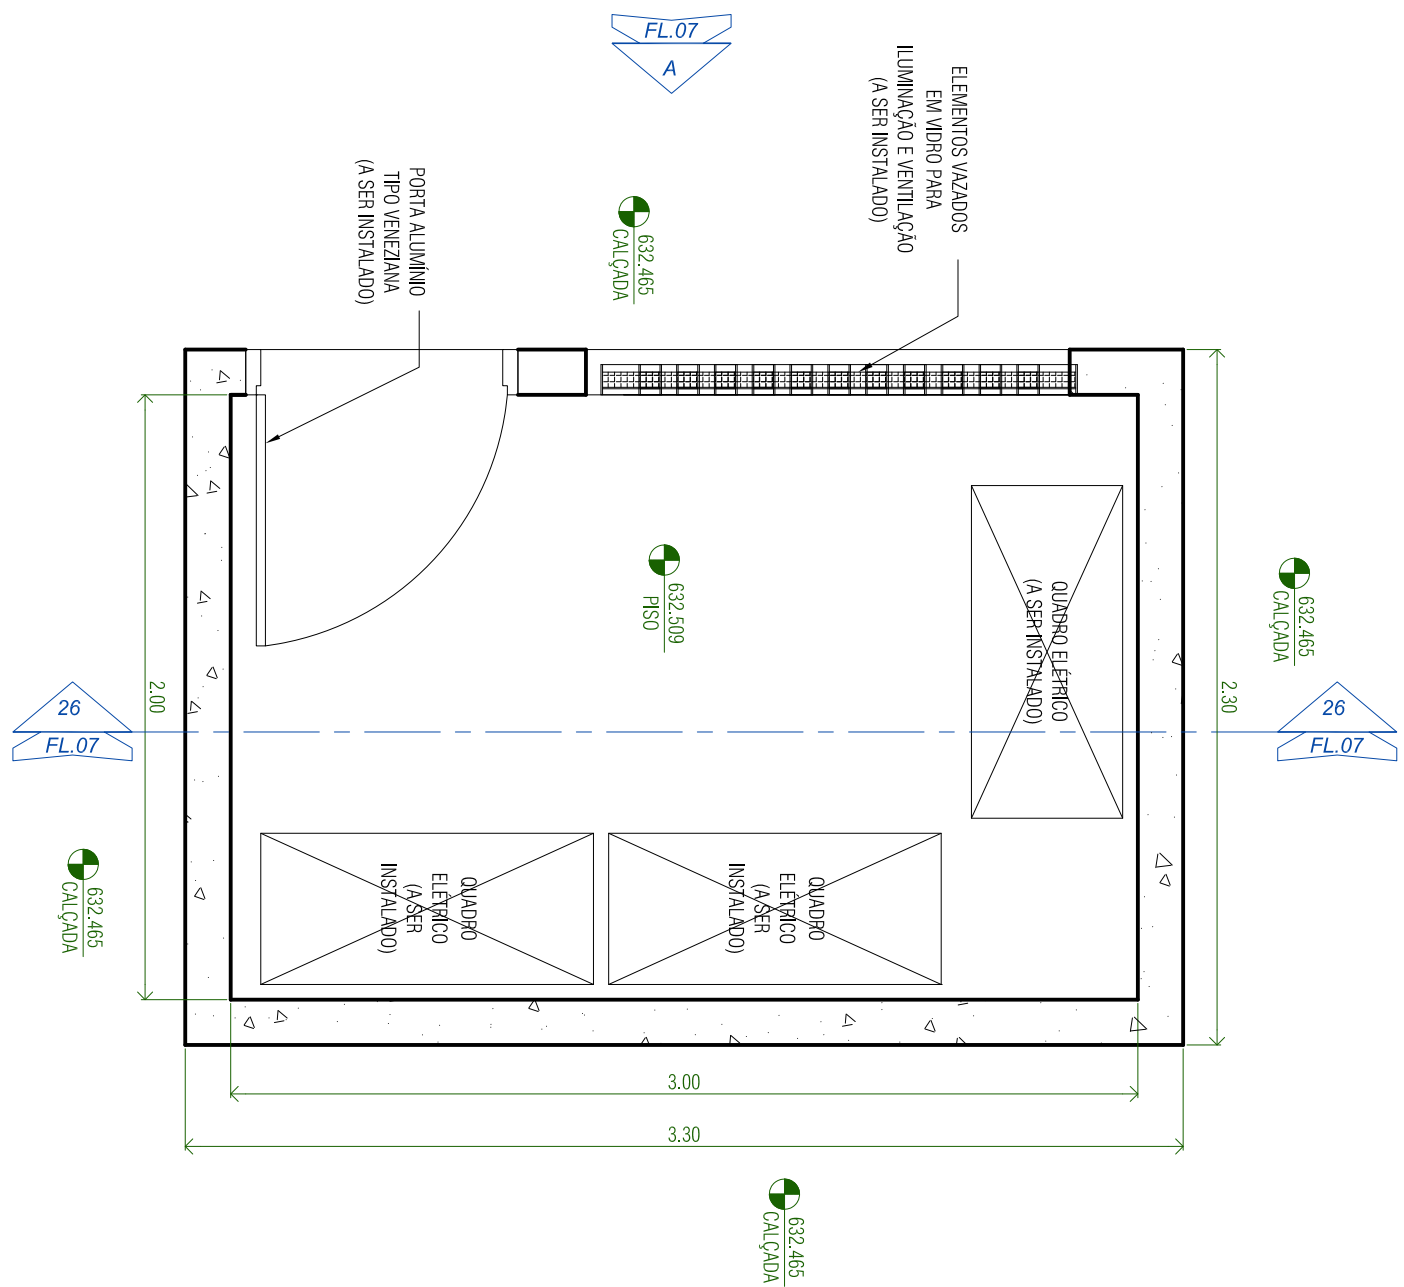 FL.07
A
ELEMENTOS VAZADOS
EM VIDRO PARA
ILUMINAÇÃO E VENTILAÇÃO
(A SER INSTALADO)
PORTA ALUMÍNIO
TIPO VENEZIANA
(A SER INSTALADO)
632.465
CALÇADA
632.509
PISO
QUADRO ELÉTRICO
(A SER INSTALADO)
632.465
CALÇADA
2.00
2.30
26
FL.07
26
FL.07
632.465
CALÇADA
QUADRO
ELÉTRICO
(A SER
INSTALADO)
QUADRO
ELÉTRICO
(A SER
INSTALADO)
3.00
3.30
632.465
CALÇADA